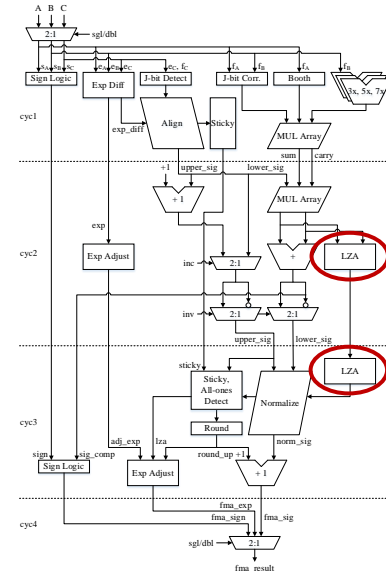 A B C
2:1
sgl/dbl
sA sB sC
eA eB eC
eC, fC
fA fB
fA
fB
Sign Logic
Exp Diff
J-bit Detect
J-bit Corr.
Booth
3x, 5x, 7x
cyc1
exp_diff
Align
Sticky
MUL Array
sum
carry
+1
upper_sig
lower_sig
+ 1
MUL Array
exp
cyc2
Exp Adjust
inc
2:1
+
LZA
inv
2:1
2:1
upper_sig
lower_sig
sticky
Sticky,
All-ones
Detect
Normalize
LZA
cyc3
Round
sign
sig_comp
adj_exp
lza
round_up
+1
norm_sig
Sign Logic
Exp Adjust
+ 1
cyc4
fma_exp
fma_sign
fma_sig
sgl/dbl
2:1
fma_result